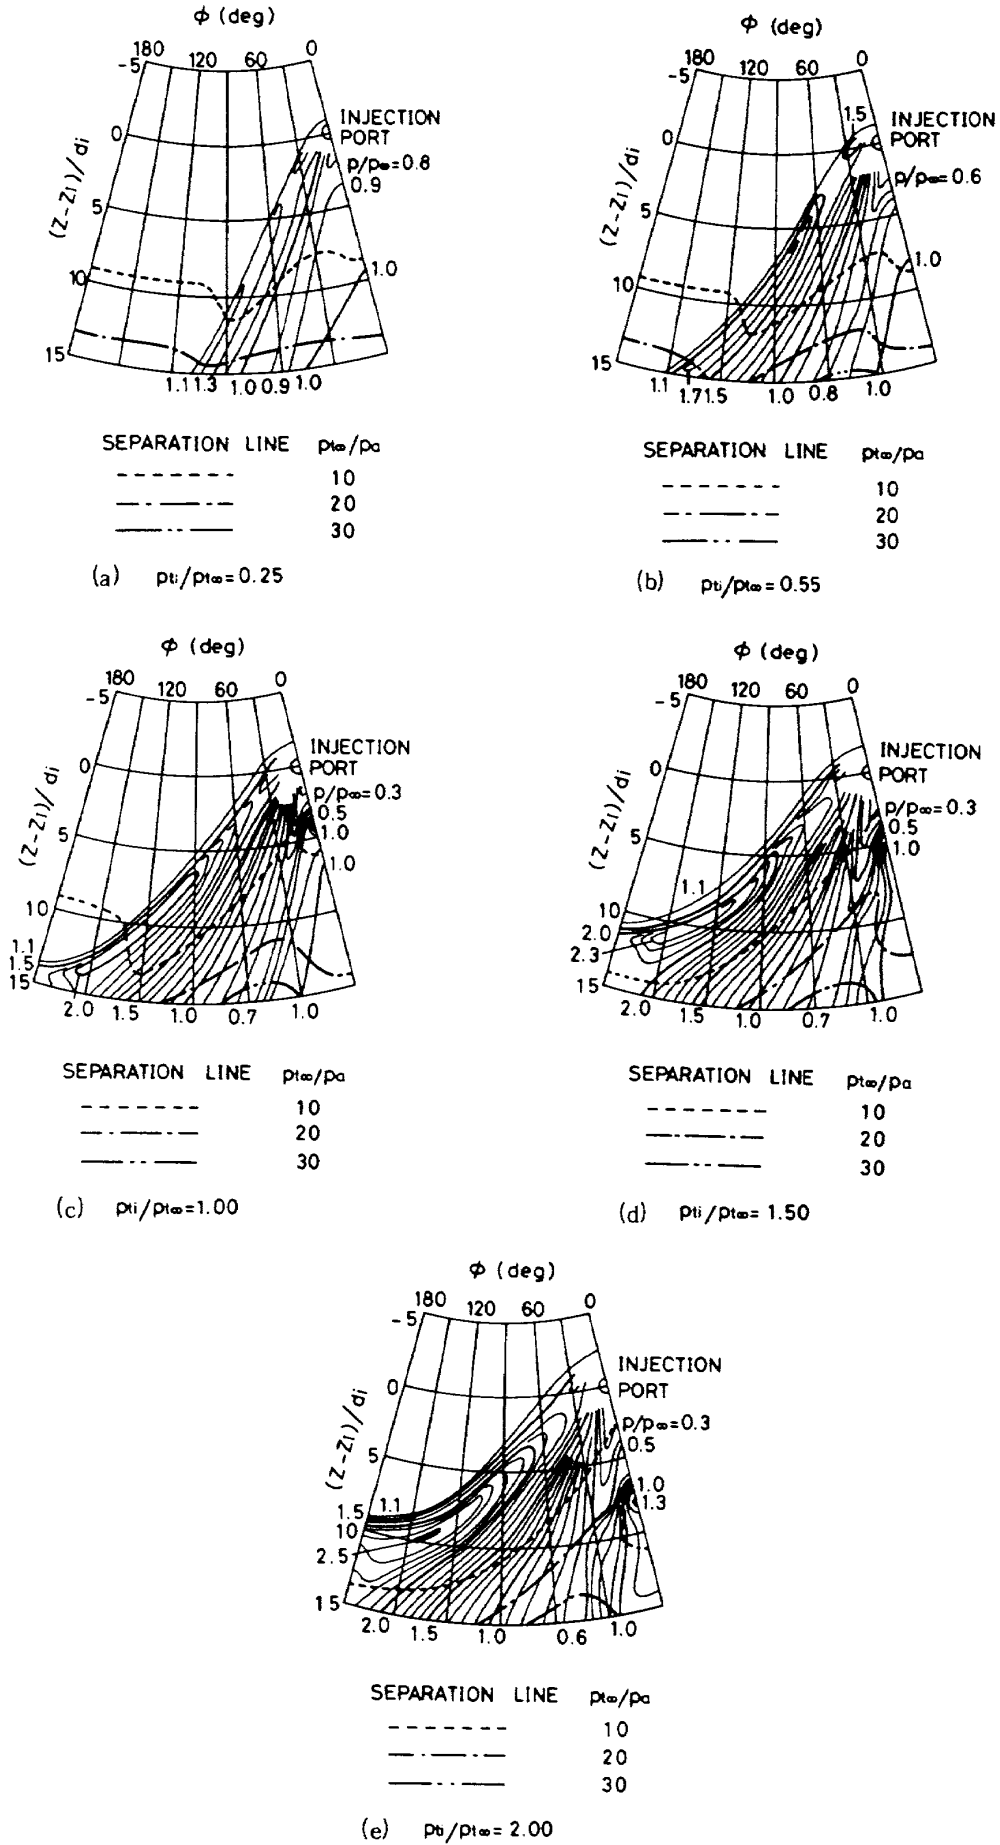 ϕ (deg)
180 120 60 0
-5
INJECTION
PORT
0
p/p∞=0.8
0.9
(Z-Zi)/di
5
10
1.0
15
1.1 1.3 1.0 0.9 1.0
SEPARATION LINE pt∞/pa
10
20
30
(a) pti/pt∞=0.25
ϕ (deg)
180 120 60 0
-5
1.5
INJECTION
PORT
0
p/p∞=0.6
(Z-Zi)/di
5
10
1.0
15
1.1 1.7 1.5 1.0 0.8 1.0
SEPARATION LINE pt∞/pa
10
20
30
(b) pti/pt∞=0.55
ϕ (deg)
180 120 60 0
-5
INJECTION
PORT
0
p/p∞=0.3
0.5
1.0
(Z-Zi)/di
5
1.0
10
1.1
1.5
15
2.0 1.5 1.0 0.7 1.0
SEPARATION LINE pt∞/pa
10
20
30
(c) pti/pt∞=1.00
ϕ (deg)
180 120 60 0
-5
INJECTION
PORT
0
p/p∞=0.3
0.5
1.0
(Z-Zi)/di
5
1.1
10
2.0
2.3
15
2.0 1.5 1.0 0.7 1.0
SEPARATION LINE pt∞/pa
10
20
30
(d) pti/pt∞=1.50
ϕ (deg)
180 120 60 0
-5
INJECTION
PORT
0
p/p∞=0.3
0.5
(Z-Zi)/di
5
1.0
1.3
1.5 1.1
10
2.5
15
2.0 1.5 1.0 0.6 1.0
SEPARATION LINE pt∞/pa
10
20
30
(e) pti/pt∞=2.00